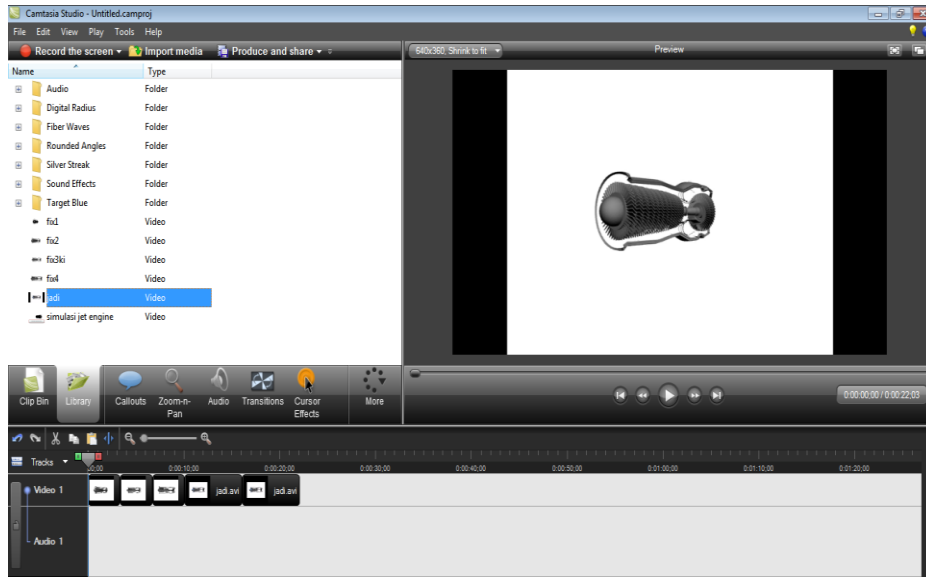 Camtasia Studio - Untitled.camproj
File Edit View Play Tools Help
Record the screen Import media Produce and share
Name Type
Audio Folder
Digital Radius Folder
Fiber Waves Folder
Rounded Angles Folder
Silver Streak Folder
Sound Effects Folder
Target Blue Folder
fix1 Video
fix2 Video
fix3ki Video
fix4 Video
jadi Video
simulasi jet engine Video
640x360, Shrink to fit Preview
Clip Bin Library Callouts Zoom-n-Pan Audio Transitions Cursor Effects More
0:00:00;00 / 0:00:22;03
Tracks 00;00 0:00:10;00 0:00:20;00 0:00:30;00 0:00:40;00 0:00:50;00 0:01:00;00 0:01:10;00 0:01:20;00
Video 1 jadi.avi jadi.avi
Audio 1